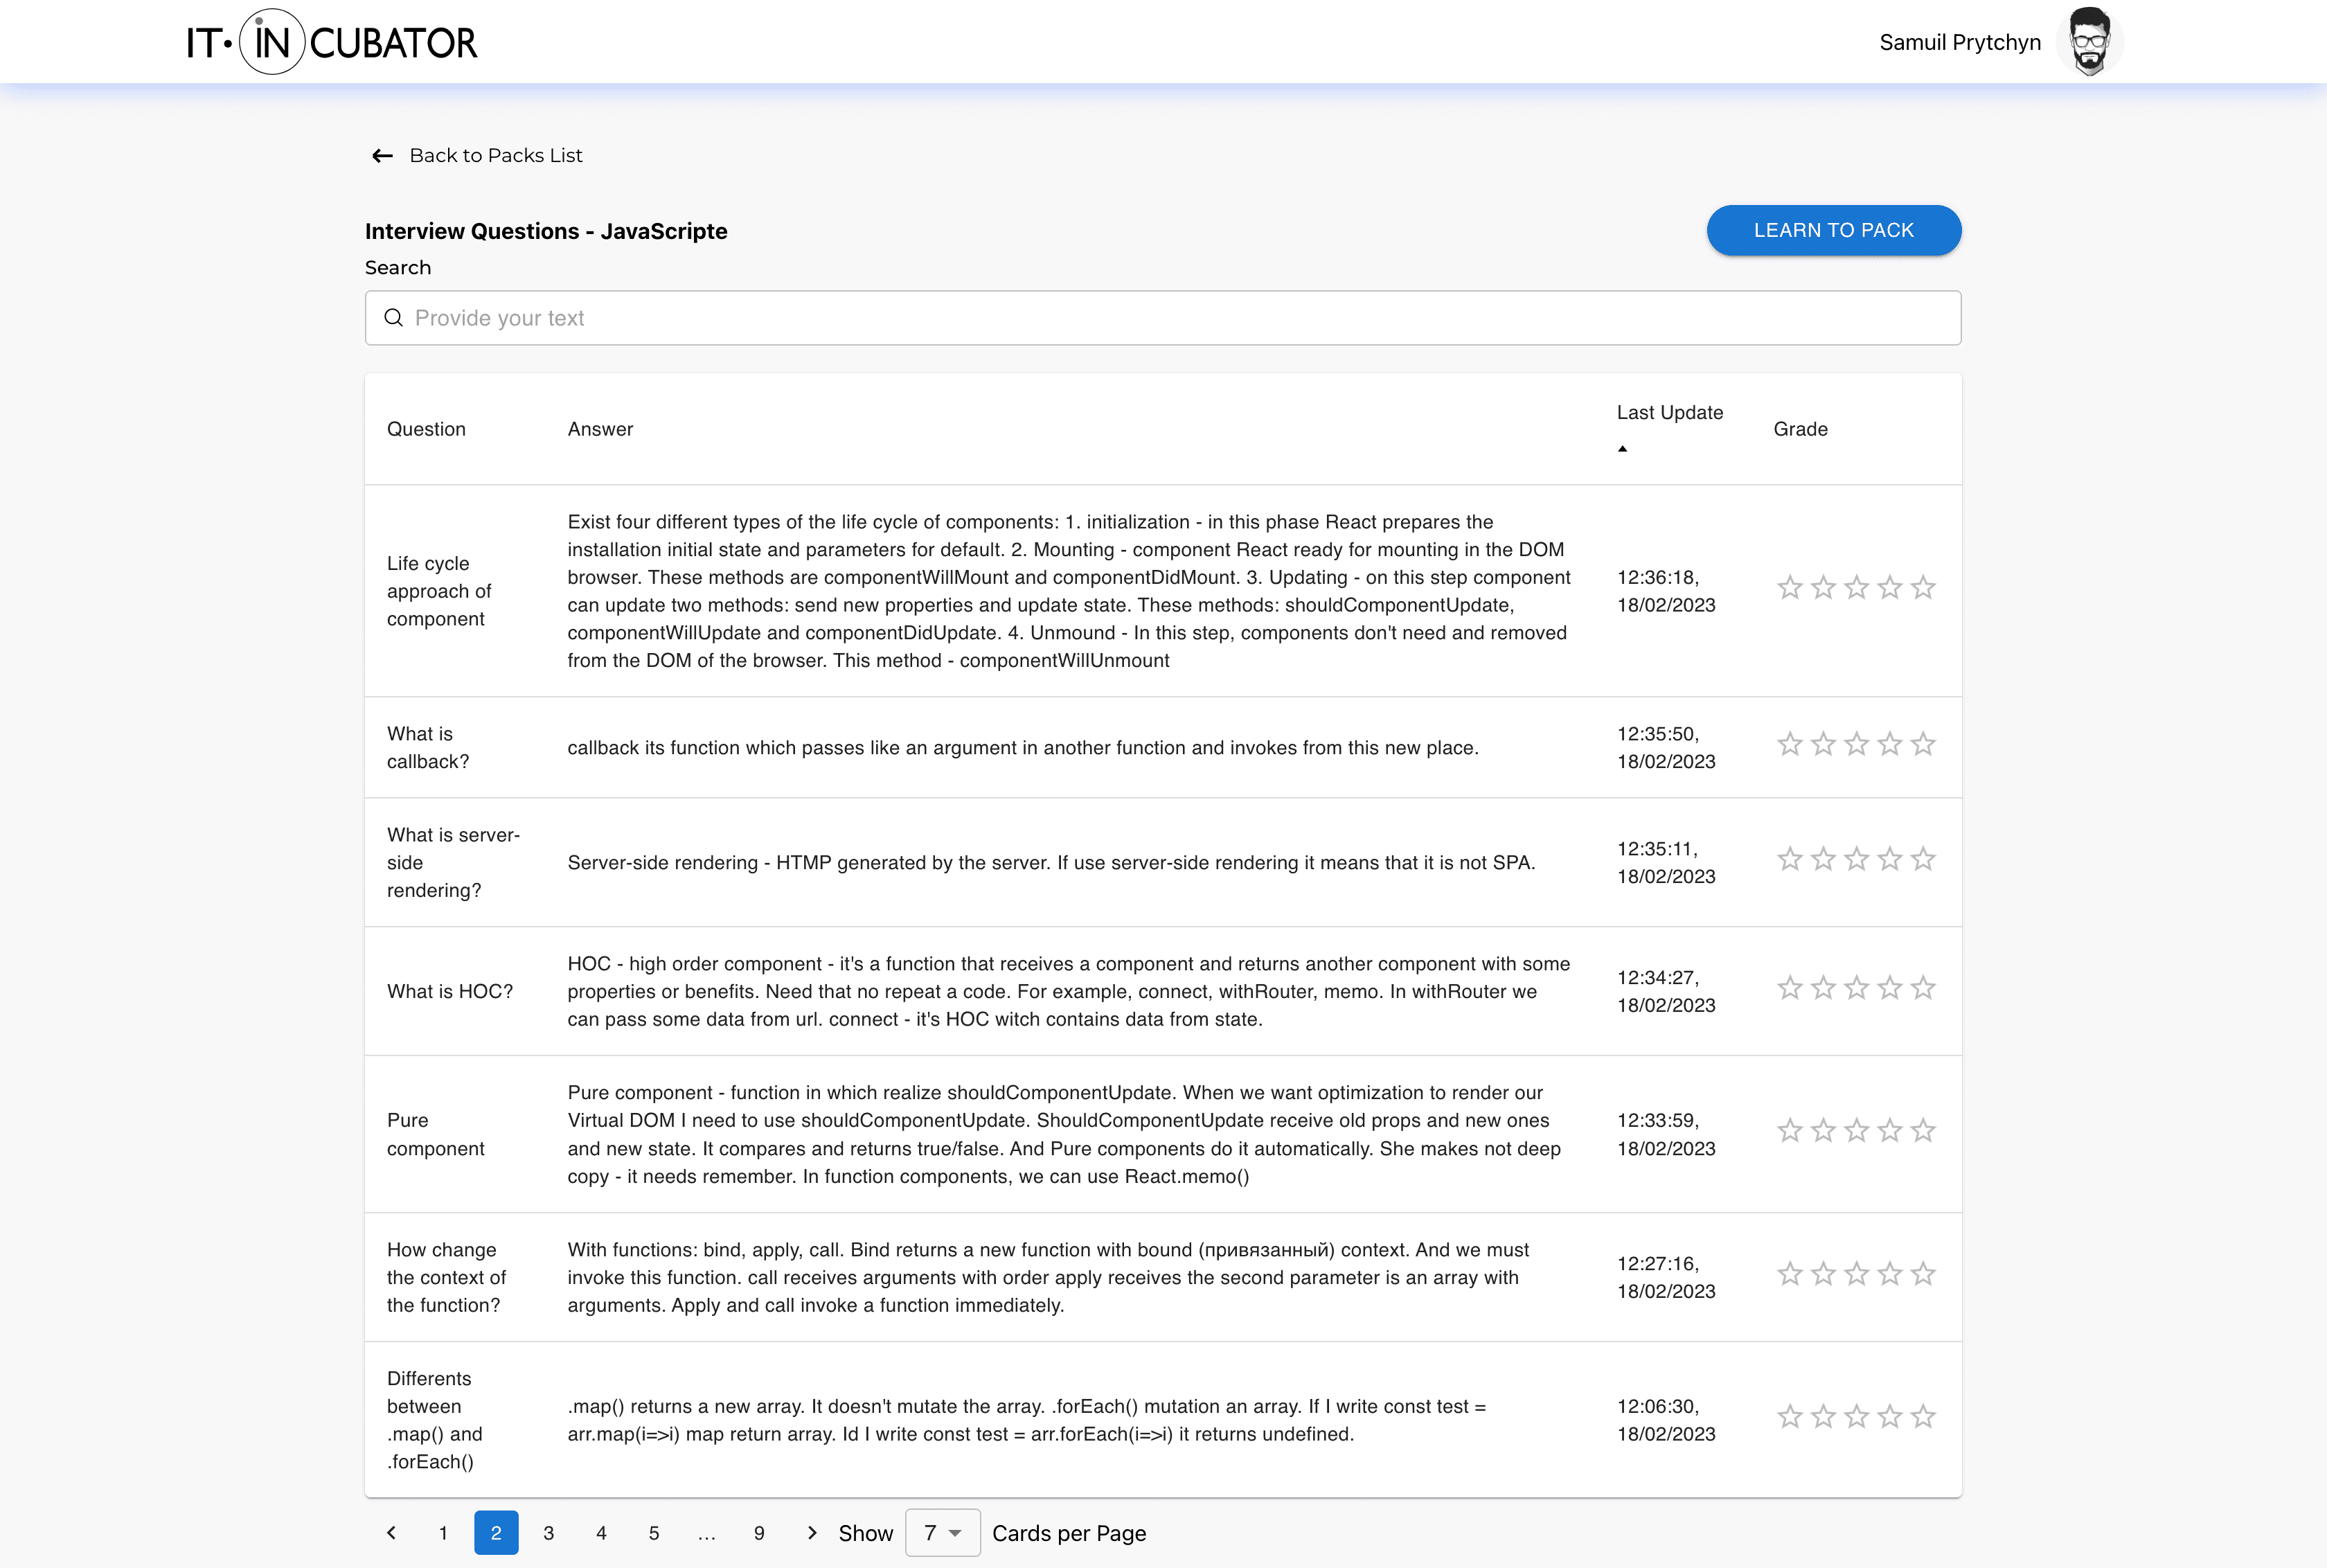 IT·INCUBATOR
Samuil Prytchyn
Back to Packs List
Interview Questions - JavaScripte
LEARN TO PACK
Search
Provide your text
Question
Answer
Last Update
Grade
Life cycle
approach of
component
Exist four different types of the life cycle of components: 1. initialization - in this phase React prepares the
installation initial state and parameters for default. 2. Mounting - component React ready for mounting in the DOM
browser. These methods are componentWillMount and componentDidMount. 3. Updating - on this step component
can update two methods: send new properties and update state. These methods: shouldComponentUpdate,
componentWillUpdate and componentDidUpdate. 4. Unmound - In this step, components don't need and removed
from the DOM of the browser. This method - componentWillUnmount
12:36:18,
18/02/2023
What is
callback?
callback its function which passes like an argument in another function and invokes from this new place.
12:35:50,
18/02/2023
What is server-
side
rendering?
Server-side rendering - HTMP generated by the server. If use server-side rendering it means that it is not SPA.
12:35:11,
18/02/2023
What is HOC?
HOC - high order component - it's a function that receives a component and returns another component with some
properties or benefits. Need that no repeat a code. For example, connect, withRouter, memo. In withRouter we
can pass some data from url. connect - it's HOC witch contains data from state.
12:34:27,
18/02/2023
Pure
component
Pure component - function in which realize shouldComponentUpdate. When we want optimization to render our
Virtual DOM I need to use shouldComponentUpdate. ShouldComponentUpdate receive old props and new ones
and new state. It compares and returns true/false. And Pure components do it automatically. She makes not deep
copy - it needs remember. In function components, we can use React.memo()
12:33:59,
18/02/2023
How change
the context of
the function?
With functions: bind, apply, call. Bind returns a new function with bound (привязанный) context. And we must
invoke this function. call receives arguments with order apply receives the second parameter is an array with
arguments. Apply and call invoke a function immediately.
12:27:16,
18/02/2023
Differents
between
.map() and
.forEach()
.map() returns a new array. It doesn't mutate the array. .forEach() mutation an array. If I write const test =
arr.map(i=>i) map return array. Id I write const test = arr.forEach(i=>i) it returns undefined.
12:06:30,
18/02/2023
1 2 3 4 5 ... 9 Show 7 Cards per Page